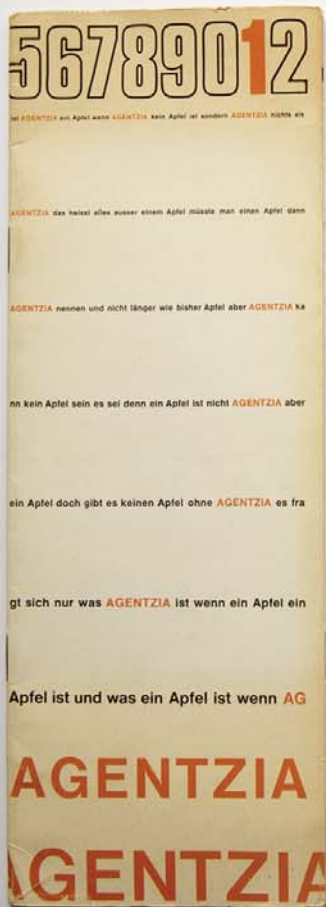 56789012
ist AGENTZIA ein Apfel wenn AGENTZIA kein Apfel ist sondern AGENTZIA nichts als
AGENTZIA das heisst alles ausser einem Apfel müsste man einen Apfel dann
AGENTZIA nennen und nicht länger wie bisher Apfel aber AGENTZIA ka
nn kein Apfel sein es sei denn ein Apfel ist nicht AGENTZIA aber
ein Apfel doch gibt es keinen Apfel ohne AGENTZIA es fra
gt sich nur was AGENTZIA ist wenn ein Apfel ein
Apfel ist und was ein Apfel ist wenn AG
AGENTZIA
AGENTZIA